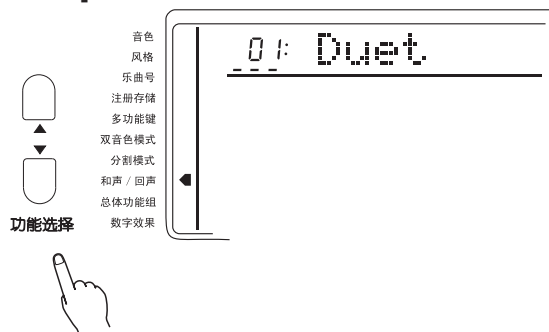 音色
风格
乐曲号
注册存储
多功能键
双音色模式
分割模式
和声 / 回声
总体功能组
数字效果
01: Duet
功能选择